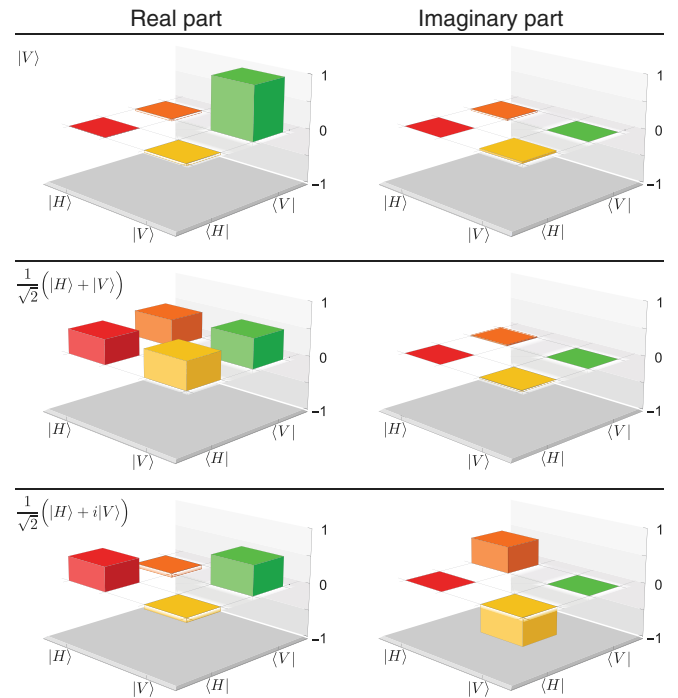 Real part Imaginary part
|V⟩
1 1
0 0
−1 −1
|H⟩ ⟨V| |H⟩ ⟨V|
|V⟩ ⟨H| |V⟩ ⟨H|
1/√2 (|H⟩ + |V⟩)
1 1
0 0
−1 −1
|H⟩ ⟨V| |H⟩ ⟨V|
|V⟩ ⟨H| |V⟩ ⟨H|
1/√2 (|H⟩ + i|V⟩)
1 1
0 0
−1 −1
|H⟩ ⟨V| |H⟩ ⟨V|
|V⟩ ⟨H| |V⟩ ⟨H|